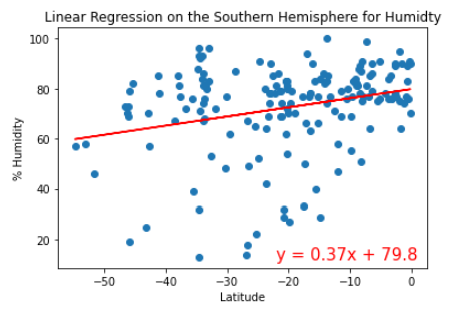 Linear Regression on the Southern Hemisphere for Humidty
100
80
60
40
20
% Humidity
y = 0.37x + 79.8
−50 −40 −30 −20 −10 0
Latitude